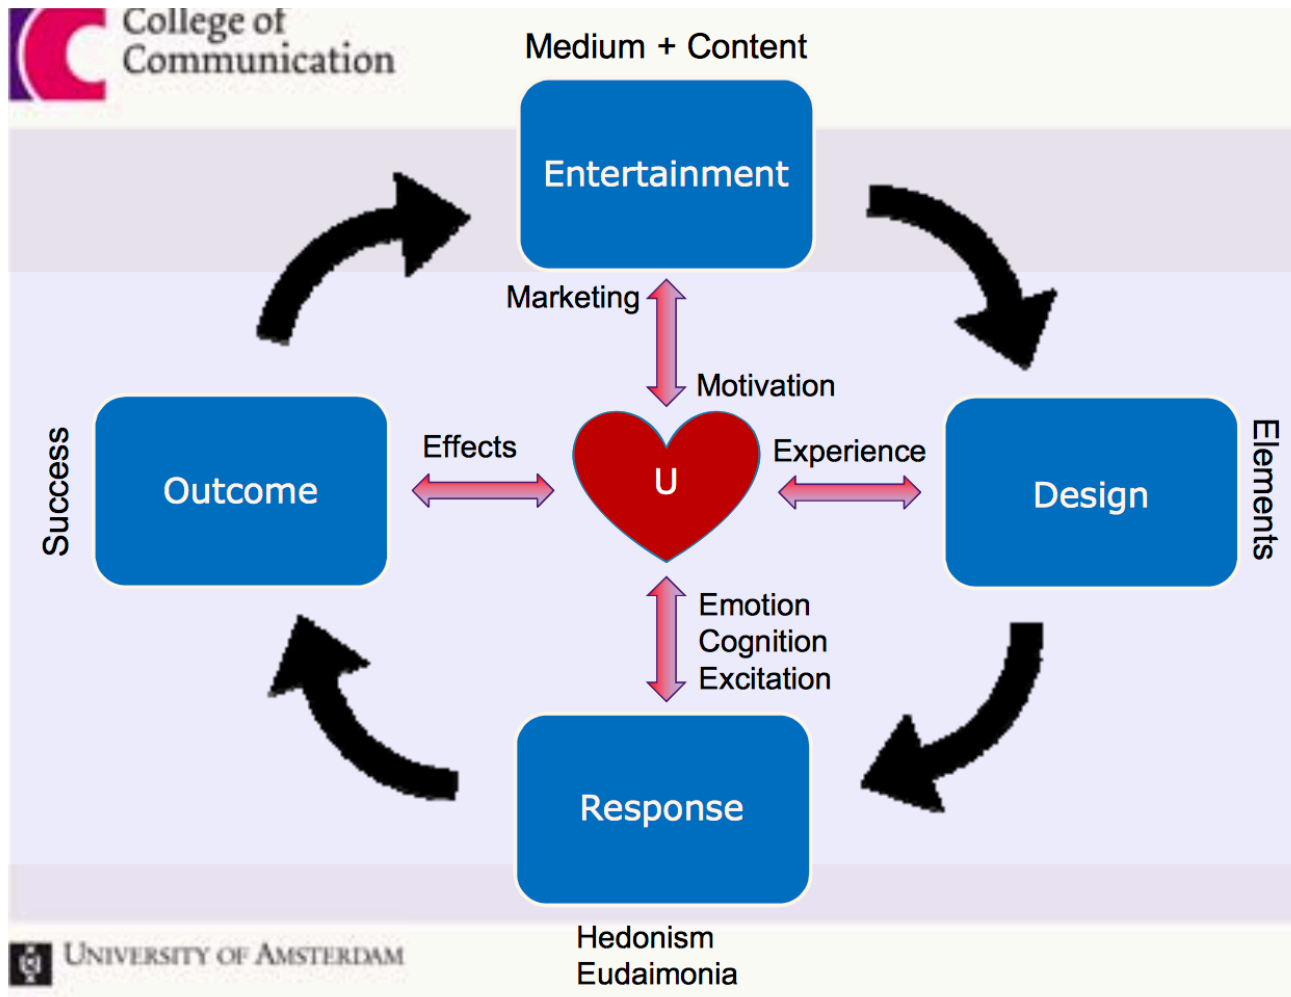 College of
Communication
Medium + Content
Entertainment
Marketing
Motivation
Success
Outcome
Effects
U
Experience
Design
Elements
Emotion
Cognition
Excitation
Response
Hedonism
Eudaimonia
UNIVERSITY OF AMSTERDAM